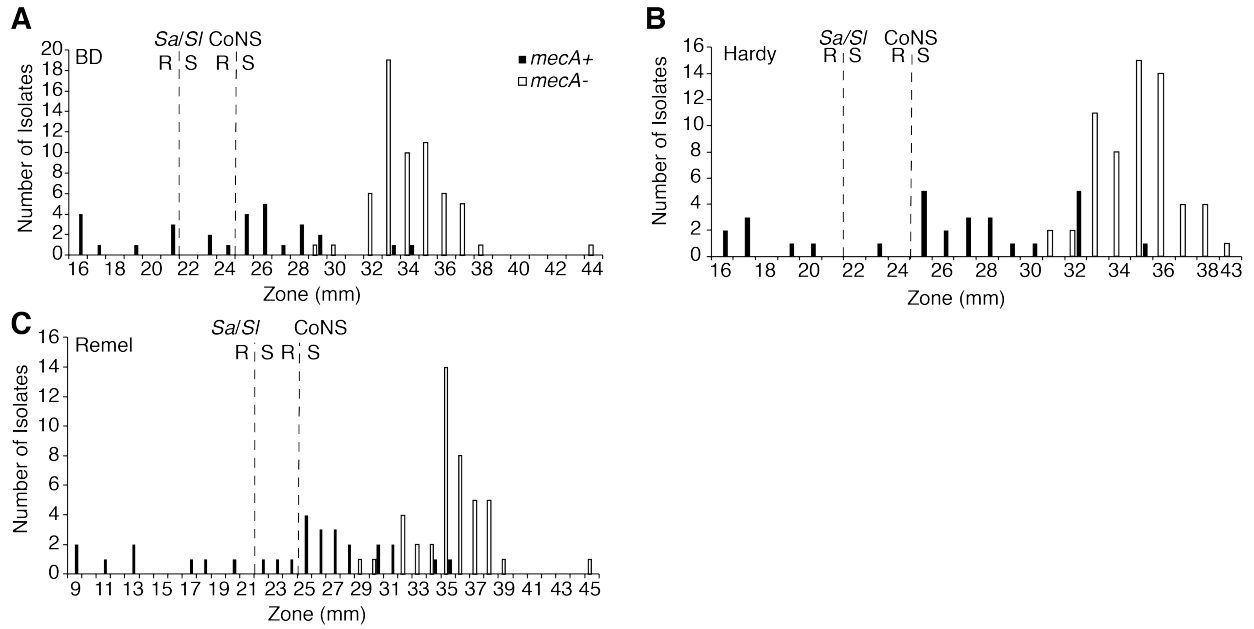 A
Sa/Sl CoNS
R S R S
BD
mecA+
mecA-
Number of Isolates
20
18
16
14
12
10
8
6
4
2
0
16 18 20 22 24 26 28 30 32 34 36 38 40 42 44
Zone (mm)
B
Sa/Sl CoNS
R S R S
Hardy
Number of Isolates
16
14
12
10
8
6
4
2
0
16 18 20 22 24 26 28 30 32 34 36 38 43
Zone (mm)
C
Sa/Sl CoNS
R S R S
Remel
Number of Isolates
16
14
12
10
8
6
4
2
0
9 11 13 15 17 19 21 23 25 27 29 31 33 35 37 39 41 43 45
Zone (mm)